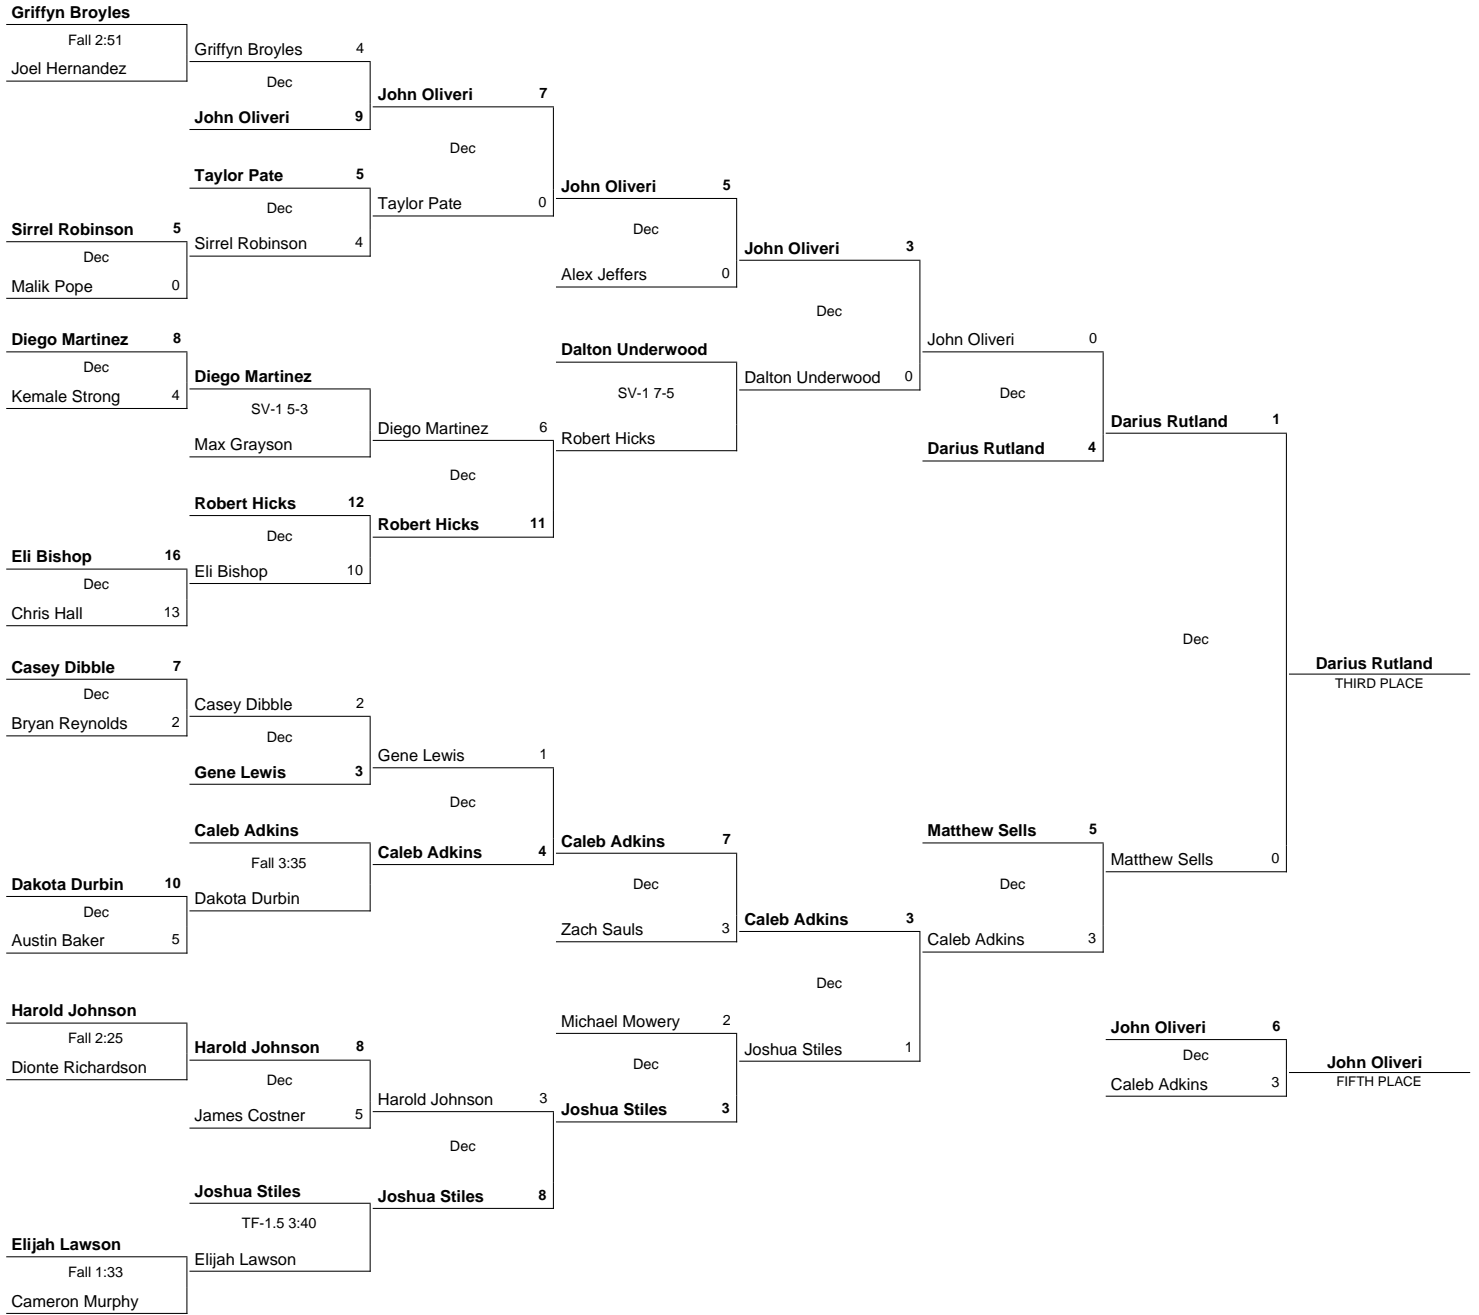 Griffyn Broyles
Fall 2:51
Joel Hernandez
Sirrel Robinson 5
Dec
Malik Pope 0
Diego Martinez 8
Dec
Kemale Strong 4
Eli Bishop 16
Dec
Chris Hall 13
Casey Dibble 7
Dec
Bryan Reynolds 2
Dakota Durbin 10
Dec
Austin Baker 5
Harold Johnson
Fall 2:25
Dionte Richardson
Elijah Lawson
Fall 1:33
Cameron Murphy
Griffyn Broyles 4
Dec
John Oliveri 9
Taylor Pate 5
Dec
Sirrel Robinson 4
Diego Martinez
SV-1 5-3
Max Grayson
Robert Hicks 12
Dec
Eli Bishop 10
Casey Dibble 2
Dec
Gene Lewis 3
Caleb Adkins
Fall 3:35
Dakota Durbin
Harold Johnson 8
Dec
James Costner 5
Joshua Stiles
TF-1.5 3:40
Elijah Lawson
John Oliveri 7
Dec
Taylor Pate 0
Diego Martinez 6
Dec
Robert Hicks 11
Gene Lewis 1
Dec
Caleb Adkins 4
Harold Johnson 3
Dec
Joshua Stiles 8
John Oliveri 5
Dec
Alex Jeffers 0
Dalton Underwood
SV-1 7-5
Robert Hicks
Caleb Adkins 7
Dec
Zach Sauls 3
Michael Mowery 2
Dec
Joshua Stiles 3
John Oliveri 3
Dec
Dalton Underwood 0
Caleb Adkins 3
Dec
Joshua Stiles 1
John Oliveri 0
Dec
Darius Rutland 4
Matthew Sells 5
Dec
Caleb Adkins 3
Darius Rutland 1
Dec
Matthew Sells 0
John Oliveri 6
Dec
Caleb Adkins 3
Darius Rutland
THIRD PLACE
John Oliveri
FIFTH PLACE